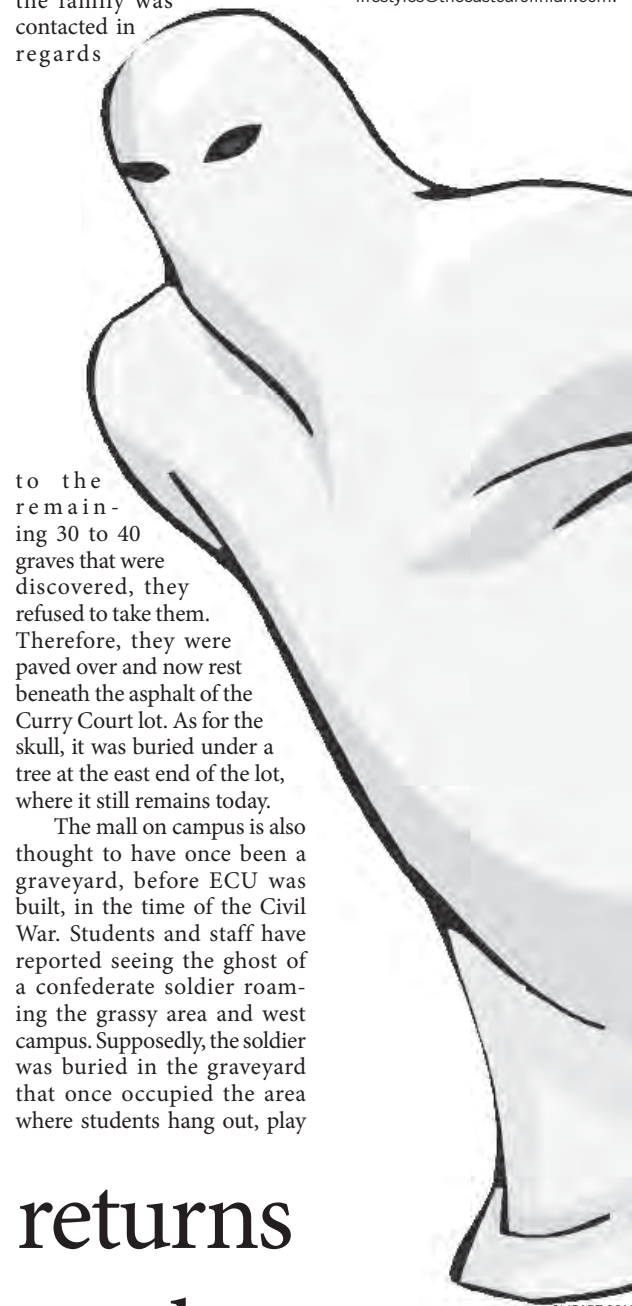 the family was
contacted in
regards
to the
remain-
ing 30 to 40
graves that were
discovered, they
refused to take them.
Therefore, they were
paved over and now rest
beneath the asphalt of the
Curry Court lot. As for the
skull, it was buried under a
tree at the east end of the lot,
where it still remains today.
The mall on campus is also
thought to have once been a
graveyard, before ECU was
built, in the time of the Civil
War. Students and staff have
reported seeing the ghost of
a confederate soldier roam-
ing the grassy area and west
campus. Supposedly, the soldier
was buried in the graveyard
that once occupied the area
where students hang out, play
returns